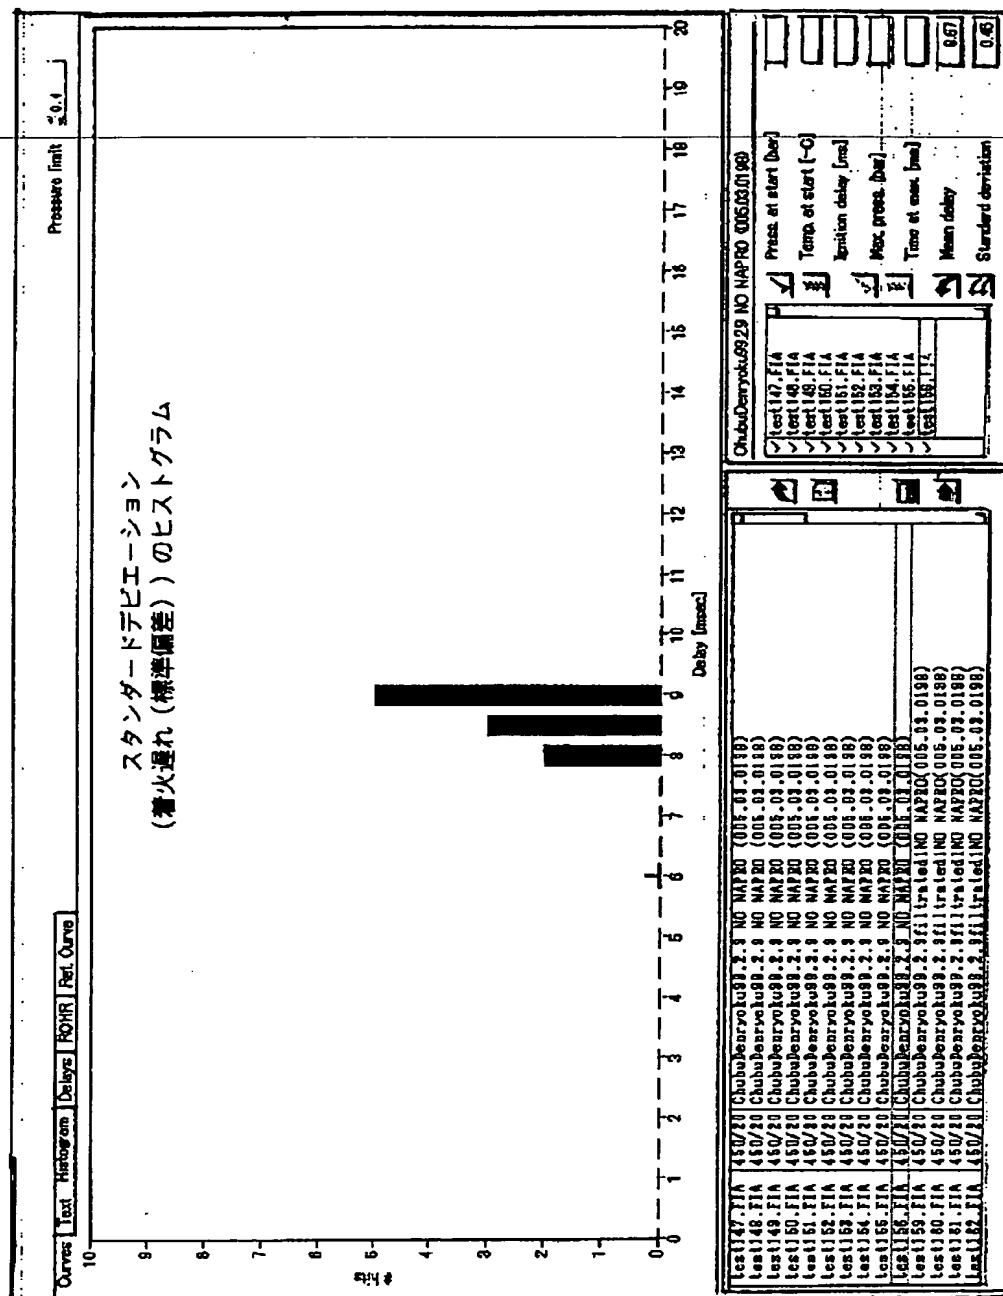 Curves Text Histogram Delays ROHR Ret. Curve
Pressure limit
スタンダードデビエーション
(着火遅れ(標準偏差))のヒストグラム
# hits
10
9
8
7
6
5
4
3
2
1
0
0 1 2 3 4 5 6 7 8 9 10 11 12 13 14 15 16 17 18 19 20
Delay [msec]
test147.FIA 450/20 ChubuDenryoku99.2.9 NO NAPRO (005.03.0198)
test148.FIA 450/20 ChubuDenryoku99.2.9 NO NAPRO (005.03.0198)
test149.FIA 450/20 ChubuDenryoku99.2.9 NO NAPRO (005.03.0198)
test150.FIA 450/20 ChubuDenryoku99.2.9 NO NAPRO (005.03.0198)
test151.FIA 450/20 ChubuDenryoku99.2.9 NO NAPRO (005.03.0198)
test152.FIA 450/20 ChubuDenryoku99.2.9 NO NAPRO (005.03.0198)
test153.FIA 450/20 ChubuDenryoku99.2.9 NO NAPRO (005.03.0198)
test154.FIA 450/20 ChubuDenryoku99.2.9 NO NAPRO (005.03.0198)
test155.FIA 450/20 ChubuDenryoku99.2.9 NO NAPRO (005.03.0198)
test156.FIA 450/20 ChubuDenryoku99.2.9 NO NAPRO (005.03.0198)
test159.FIA 450/20 ChubuDenryoku99.2.9filtratedINO NAPRO(005.03.0198)
test160.FIA 450/20 ChubuDenryoku99.2.9filtratedINO NAPRO(005.03.0198)
test161.FIA 450/20 ChubuDenryoku99.2.9filtratedINO NAPRO(005.03.0198)
test162.FIA 450/20 ChubuDenryoku99.2.9filtratedINO NAPRO(005.03.0198)
ChubuDenryoku99.2.9 NO NAPRO (005.03.0198)
test147.FIA
test148.FIA
test149.FIA
test150.FIA
test151.FIA
test152.FIA
test153.FIA
test154.FIA
test155.FIA
test156.FIA
Press. at start [bar]
Temp. at start [~C]
Ignition delay [ms]
Max. press. [bar]
Time at max. [ms]
Mean delay 8.67
Standard deviation 0.45